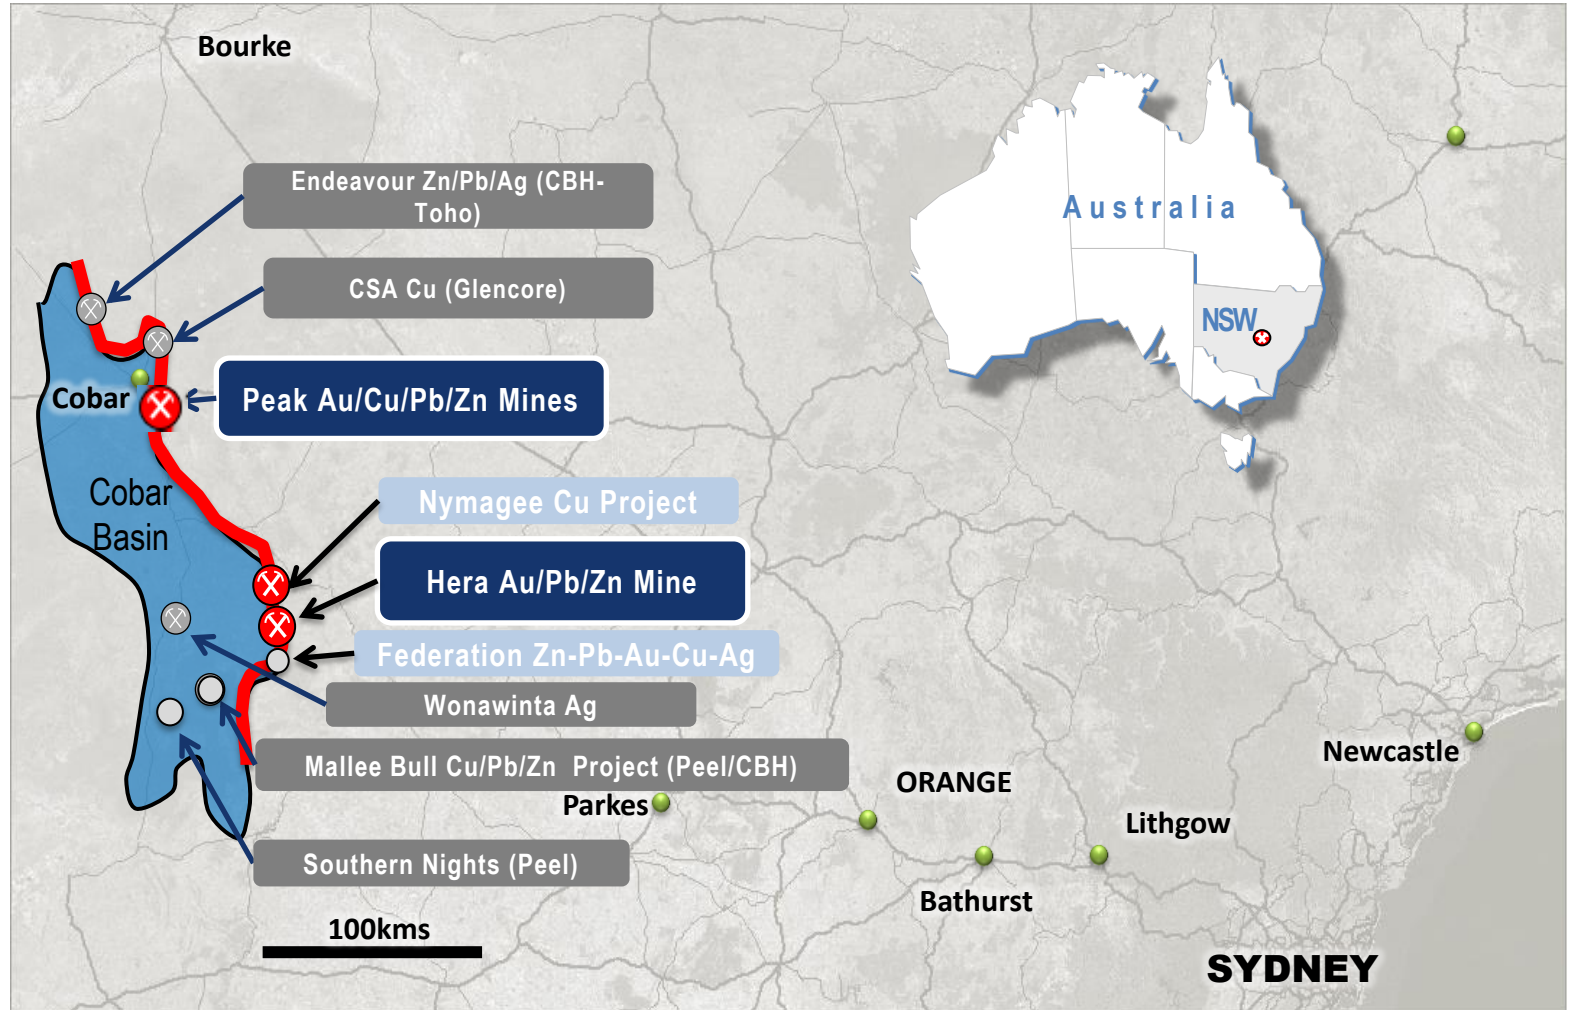 Bourke
Endeavour Zn/Pb/Ag (CBH-
Toho)
Australia
CSA Cu (Glencore)
NSW
Peak Au/Cu/Pb/Zn Mines
Cobar
Cobar
Basin
Nymagee Cu Project
Hera Au/Pb/Zn Mine
Federation Zn-Pb-Au-Cu-Ag
Wonawinta Ag
Mallee Bull Cu/Pb/Zn Project (Peel/CBH)
Newcastle
ORANGE
Parkes
Lithgow
Southern Nights (Peel)
Bathurst
100kms
SYDNEY